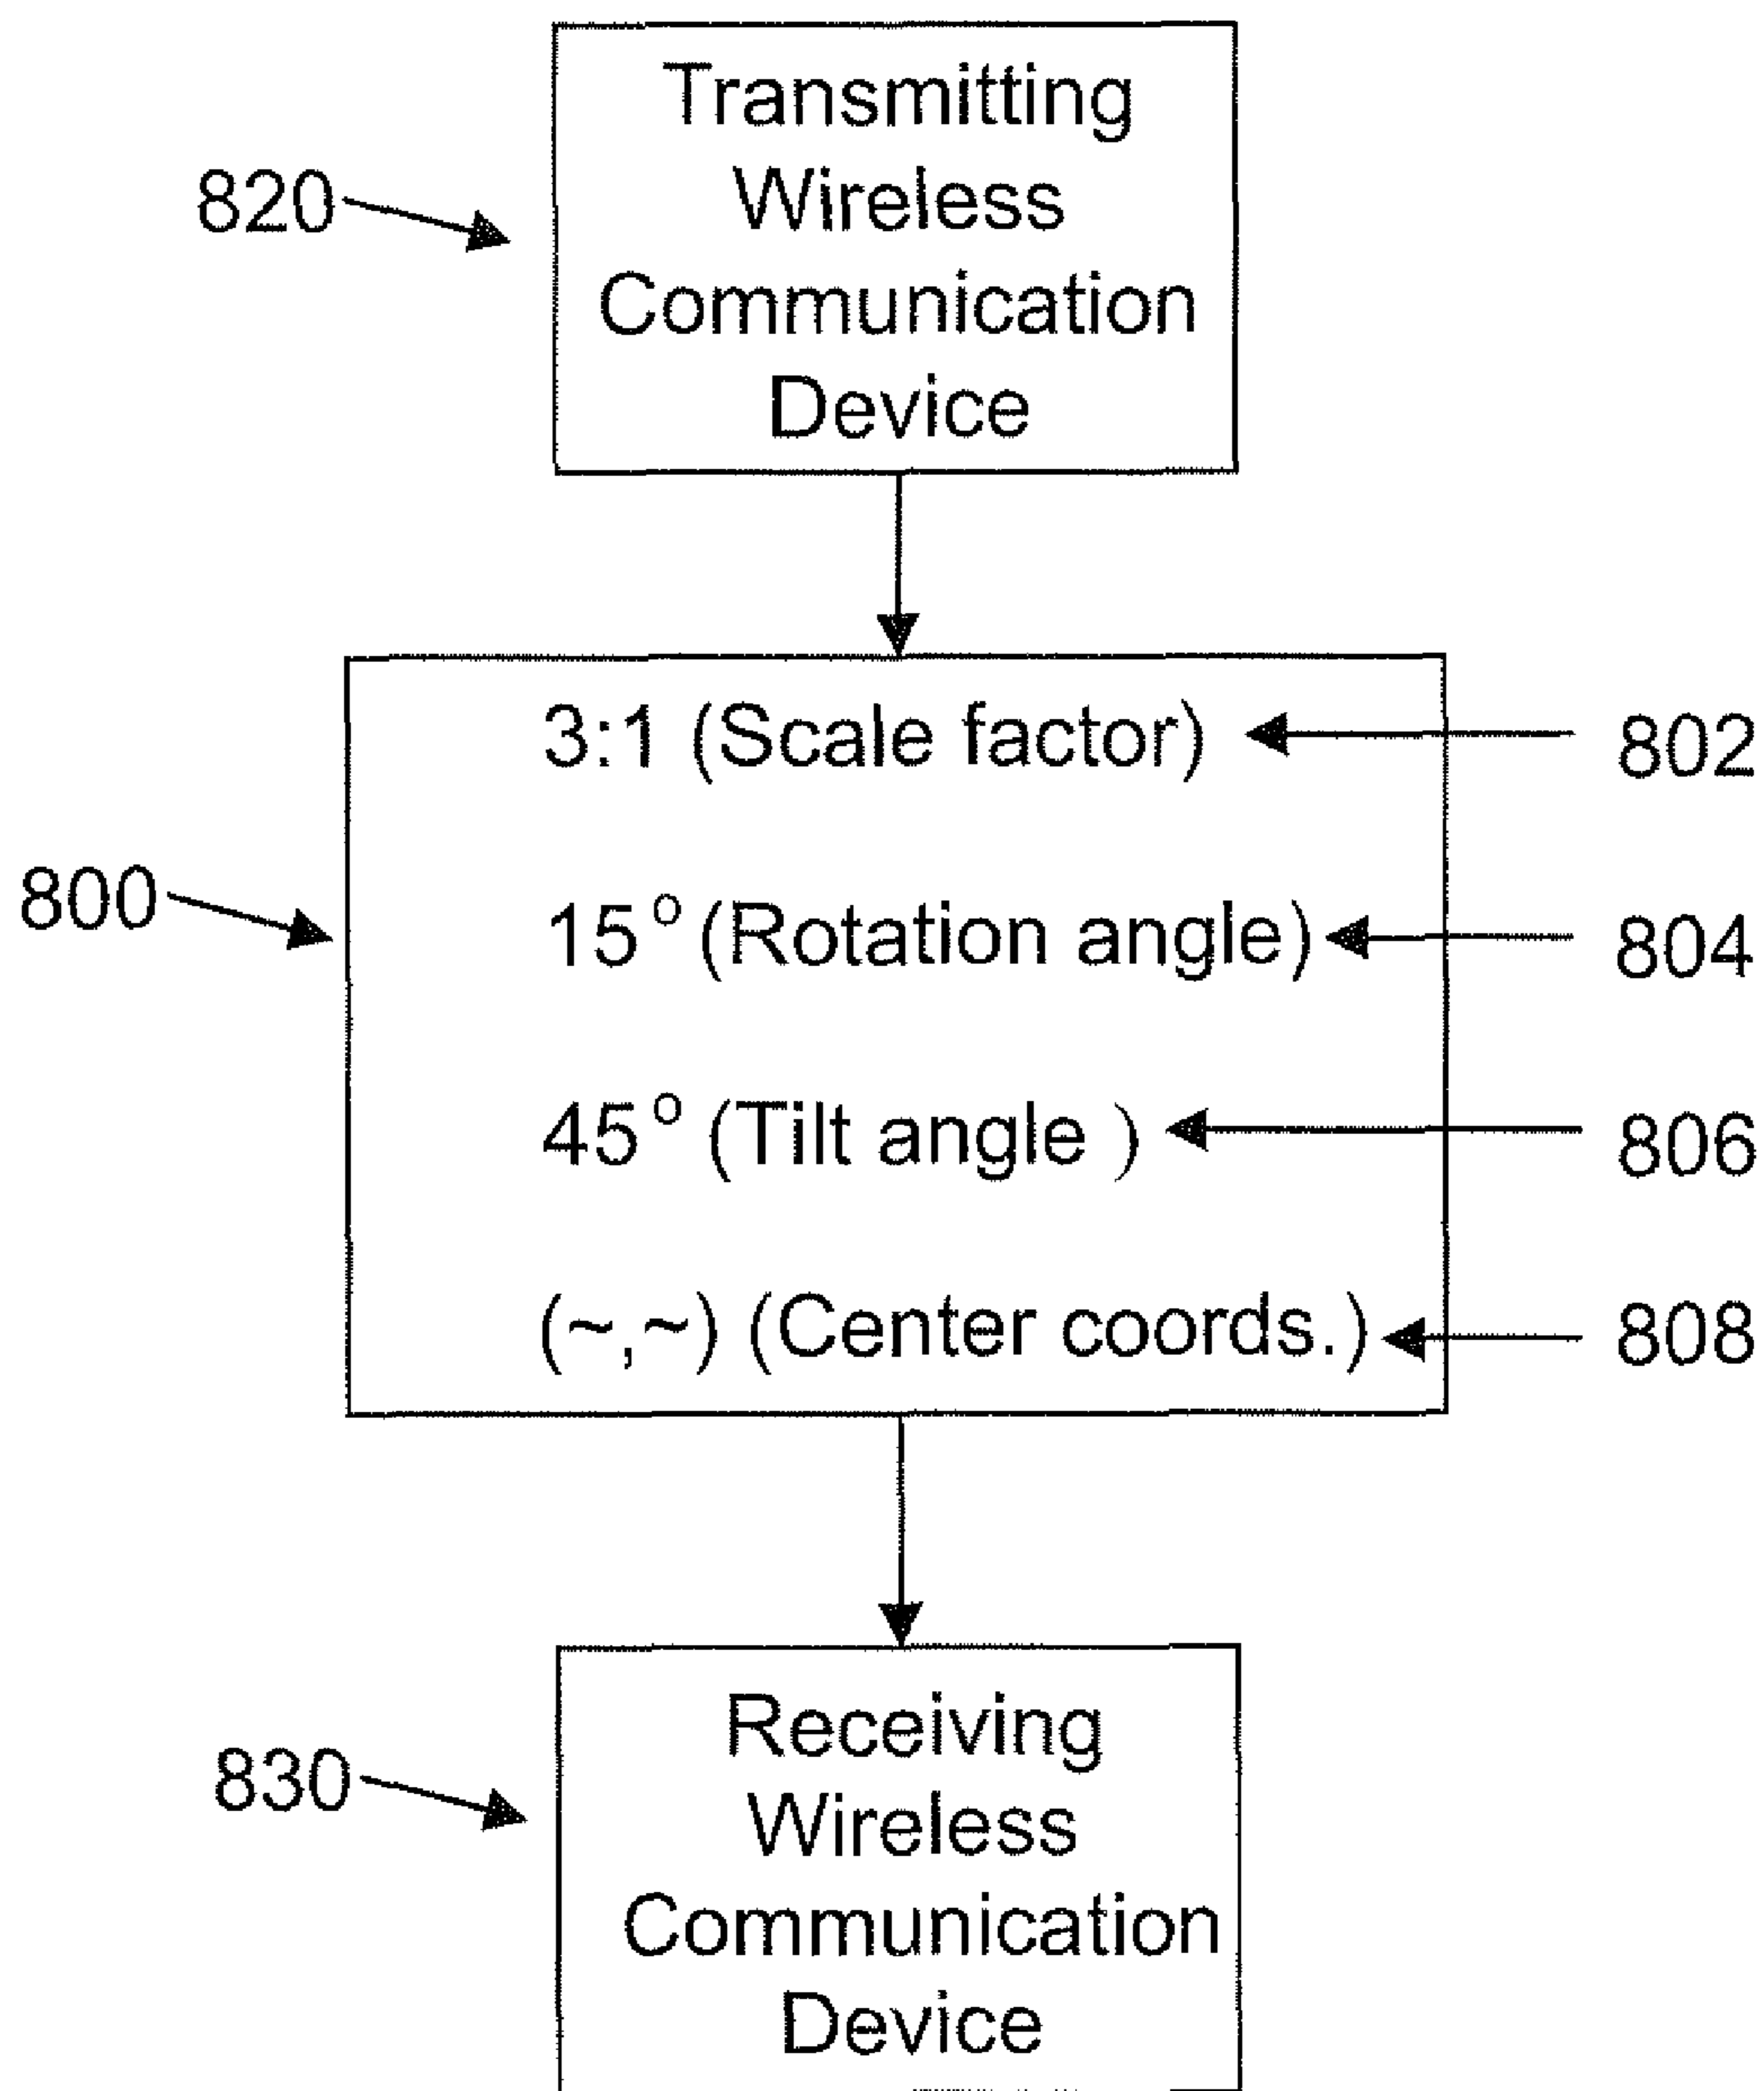 Transmitting
Wireless
820
Communication
Device
3:1 (Scale factor)
802
800
15° (Rotation angle)
804
45° (Tilt angle )
806
(~,~) (Center coords.)
808
Receiving
830
Wireless
Communication
Device